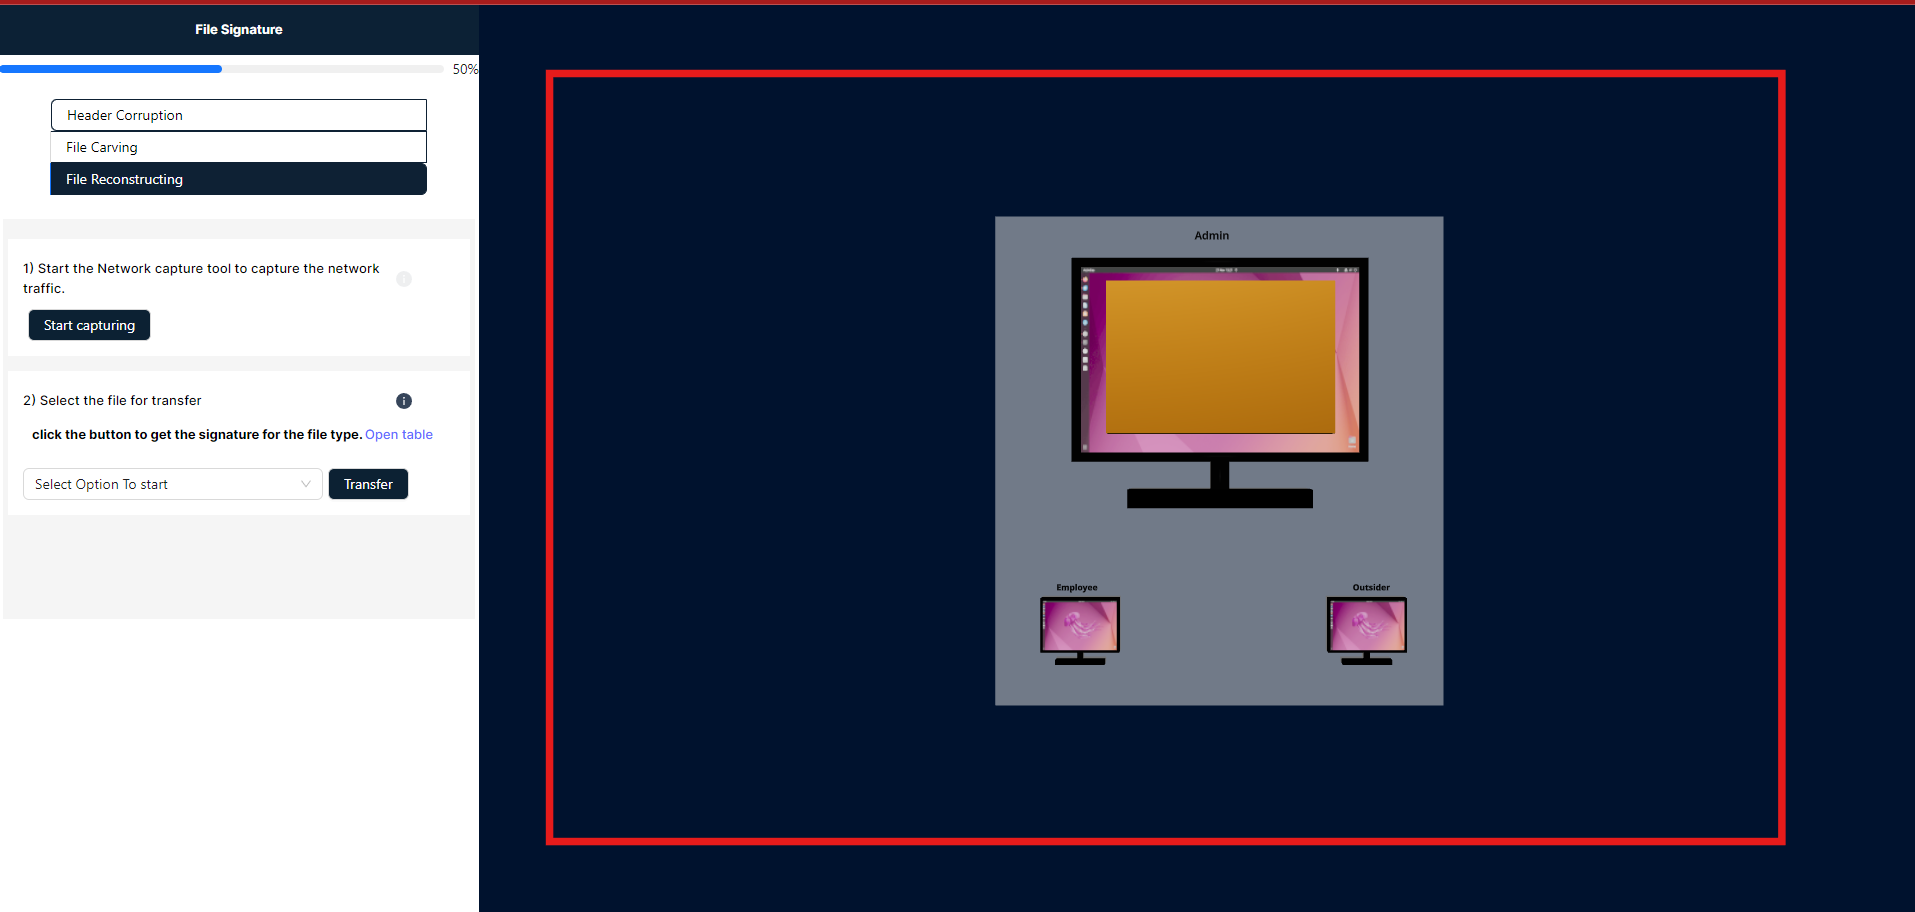 File Signature
50%
Header Corruption
File Carving
File Reconstructing
1) Start the Network capture tool to capture the network
traffic.
Start capturing
2) Select the file for transfer
click the button to get the signature for the file type. Open table
Select Option To start
Transfer
Admin
Employee
Outsider